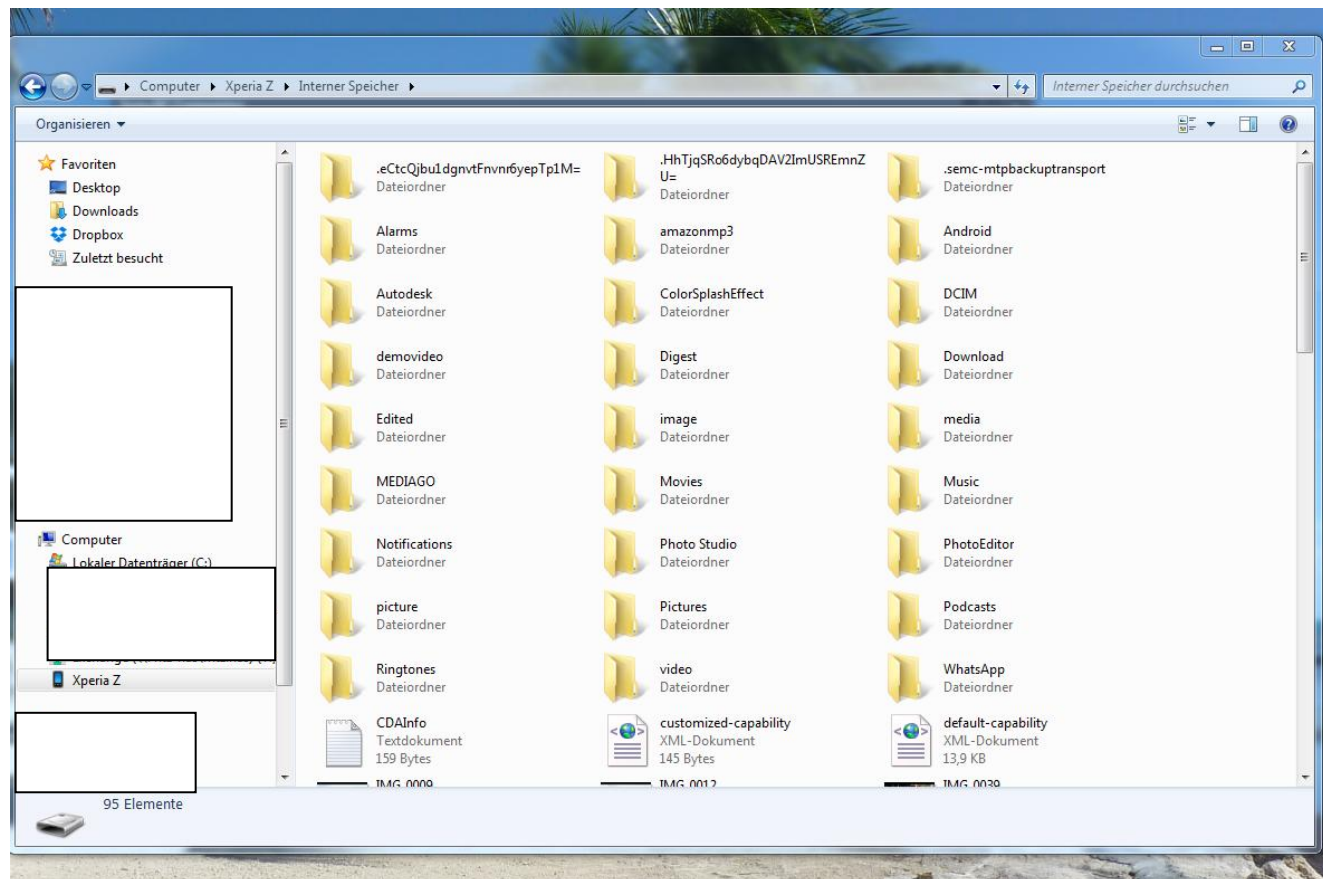 Computer Xperia Z Interner Speicher
Interner Speicher durchsuchen
Organisieren
Favoriten
Desktop
Downloads
Dropbox
Zuletzt besucht
Computer
Lokaler Datenträger (C:)
Xperia Z
.eCtcQjbu1dgnvtFnvnr6yepTp1M=
Dateiordner
.HhTjqSRo6dybqDAV2ImUSREmnZ
U=
Dateiordner
.semc-mtpbackuptransport
Dateiordner
Alarms
Dateiordner
amazonmp3
Dateiordner
Android
Dateiordner
Autodesk
Dateiordner
ColorSplashEffect
Dateiordner
DCIM
Dateiordner
demovideo
Dateiordner
Digest
Dateiordner
Download
Dateiordner
Edited
Dateiordner
image
Dateiordner
media
Dateiordner
MEDIAGO
Dateiordner
Movies
Dateiordner
Music
Dateiordner
Notifications
Dateiordner
Photo Studio
Dateiordner
PhotoEditor
Dateiordner
picture
Dateiordner
Pictures
Dateiordner
Podcasts
Dateiordner
Ringtones
Dateiordner
video
Dateiordner
WhatsApp
Dateiordner
CDAInfo
Textdokument
159 Bytes
customized-capability
XML-Dokument
145 Bytes
default-capability
XML-Dokument
13,9 KB
IMG_0009
IMG_0012
IMG_0039
95 Elemente